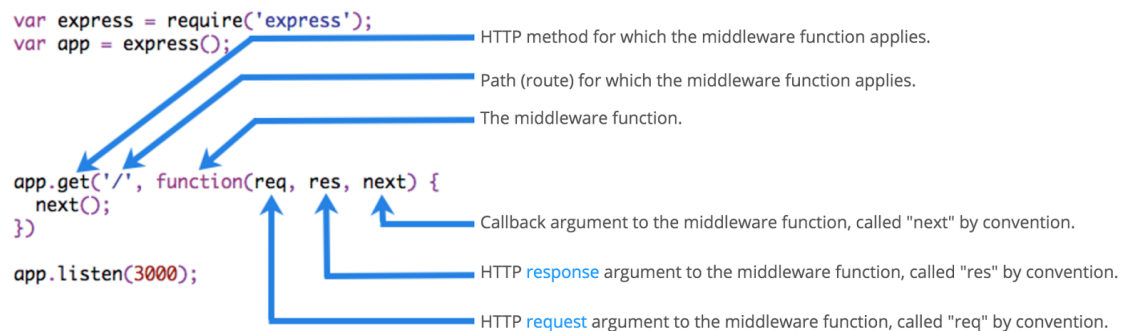 var express = require('express');
var app = express();
HTTP method for which the middleware function applies.
Path (route) for which the middleware function applies.
The middleware function.
app.get('/', function(req, res, next) {
next();
})
Callback argument to the middleware function, called "next" by convention.
app.listen(3000);
HTTP response argument to the middleware function, called "res" by convention.
HTTP request argument to the middleware function, called "req" by convention.